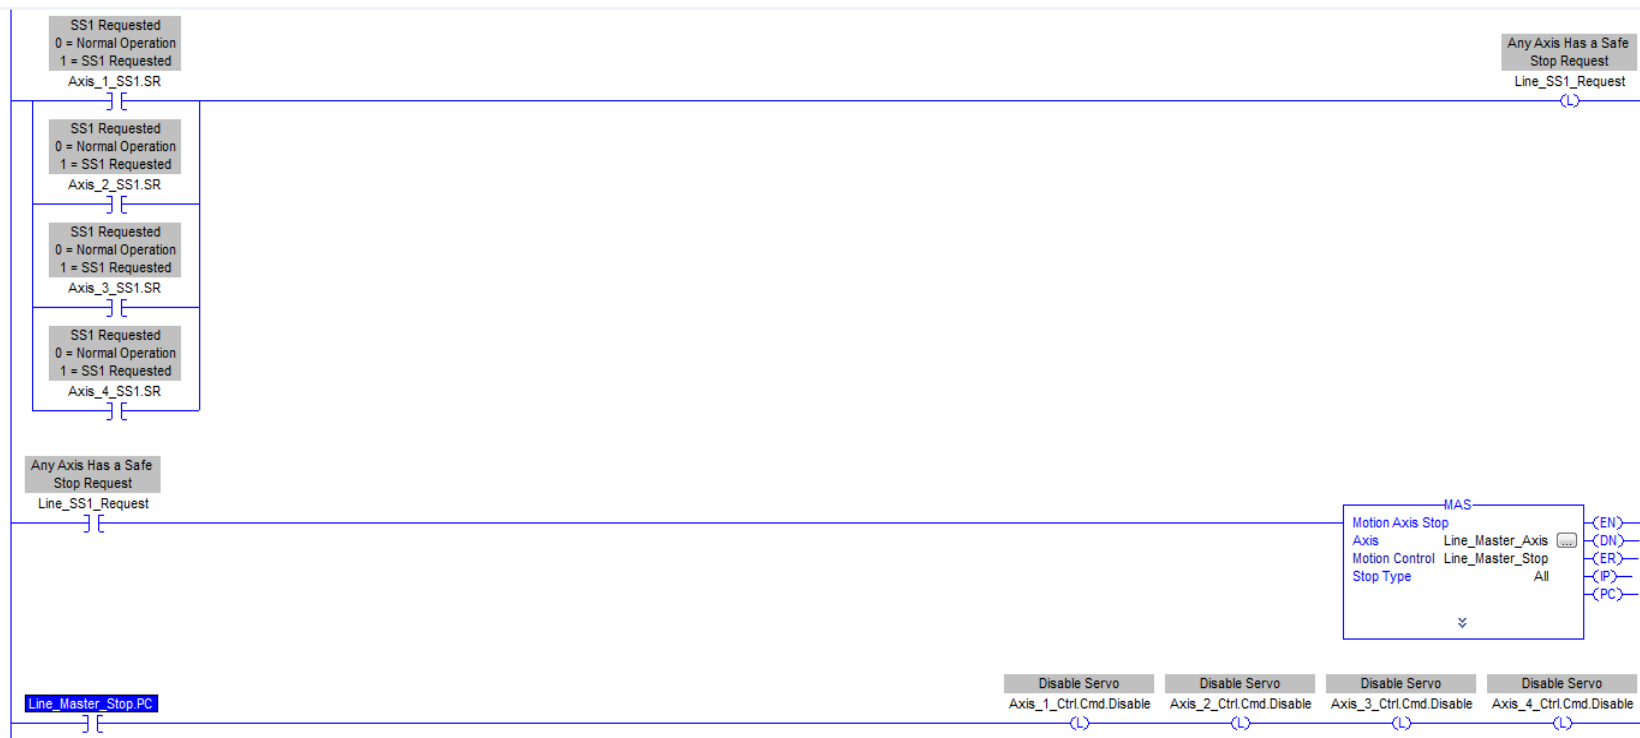 SS1 Requested
0 = Normal Operation
1 = SS1 Requested
Axis_1_SS1.SR
Any Axis Has a Safe
Stop Request
Line_SS1_Request
(L)
SS1 Requested
0 = Normal Operation
1 = SS1 Requested
Axis_2_SS1.SR
SS1 Requested
0 = Normal Operation
1 = SS1 Requested
Axis_3_SS1.SR
SS1 Requested
0 = Normal Operation
1 = SS1 Requested
Axis_4_SS1.SR
Any Axis Has a Safe
Stop Request
Line_SS1_Request
MAS
Motion Axis Stop
Axis Line_Master_Axis ...
Motion Control Line_Master_Stop
Stop Type All
(EN)
(DN)
(ER)
(IP)
(PC)
Line_Master_Stop.PC
Disable Servo
Axis_1_Ctrl.Cmd.Disable
(L)
Disable Servo
Axis_2_Ctrl.Cmd.Disable
(L)
Disable Servo
Axis_3_Ctrl.Cmd.Disable
(L)
Disable Servo
Axis_4_Ctrl.Cmd.Disable
(L)